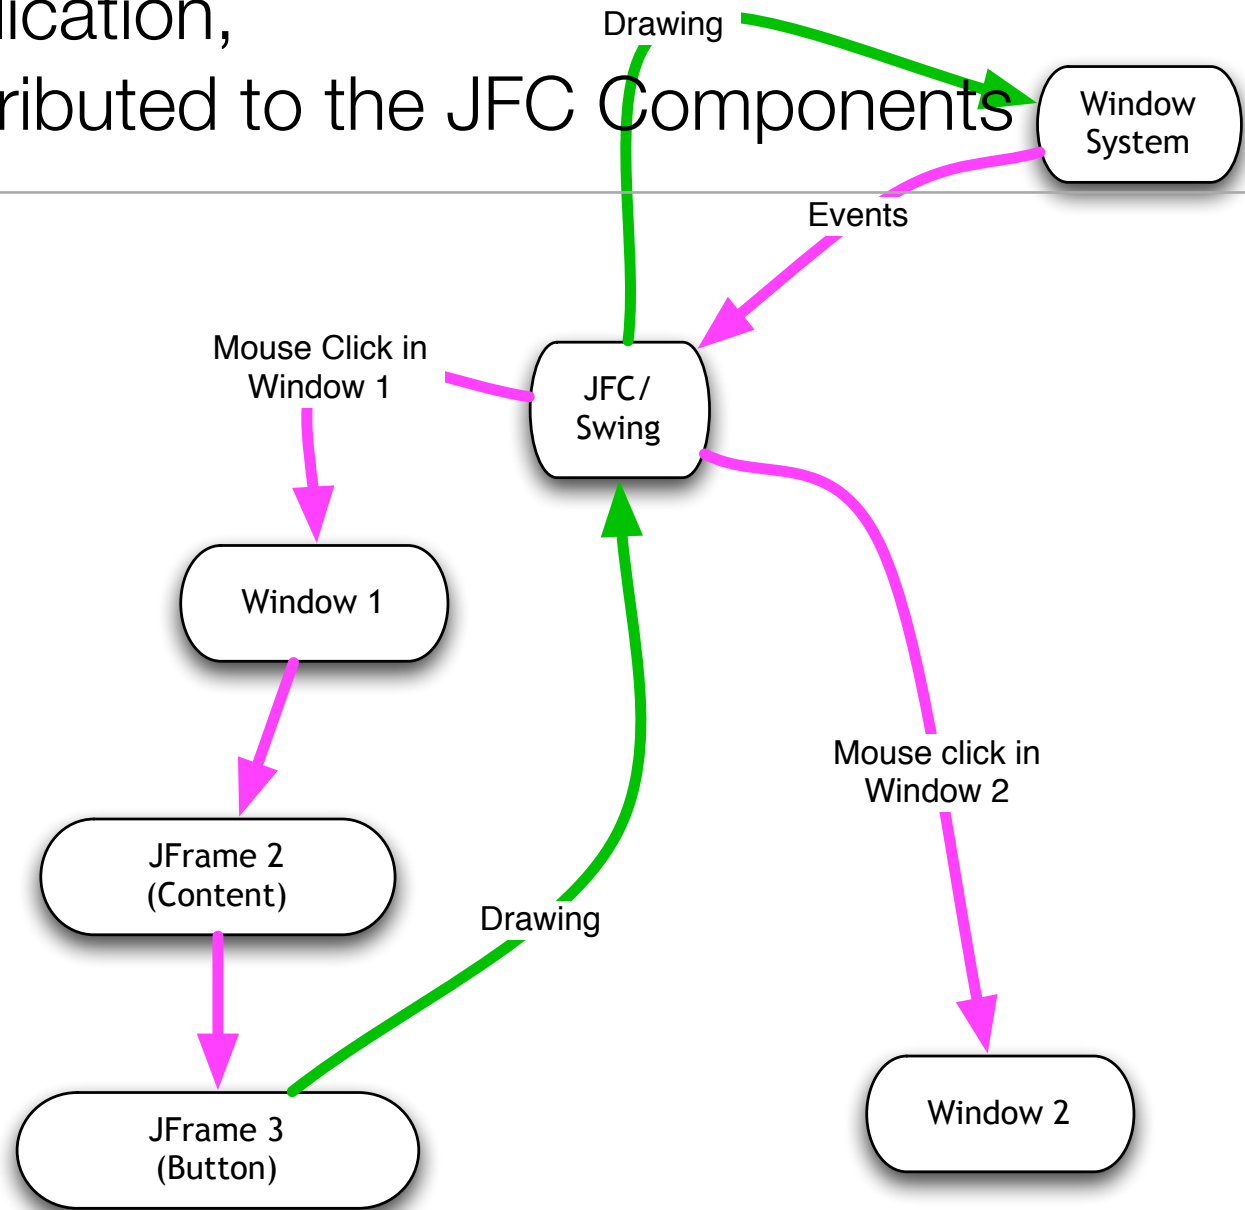 Drawing
ributed to the JFC Components
Window
System
Events
Mouse Click in
Window 1
JFC/
Swing
Window 1
Mouse click in
Window 2
JFrame 2
(Content)
Drawing
JFrame 3
(Button)
Window 2